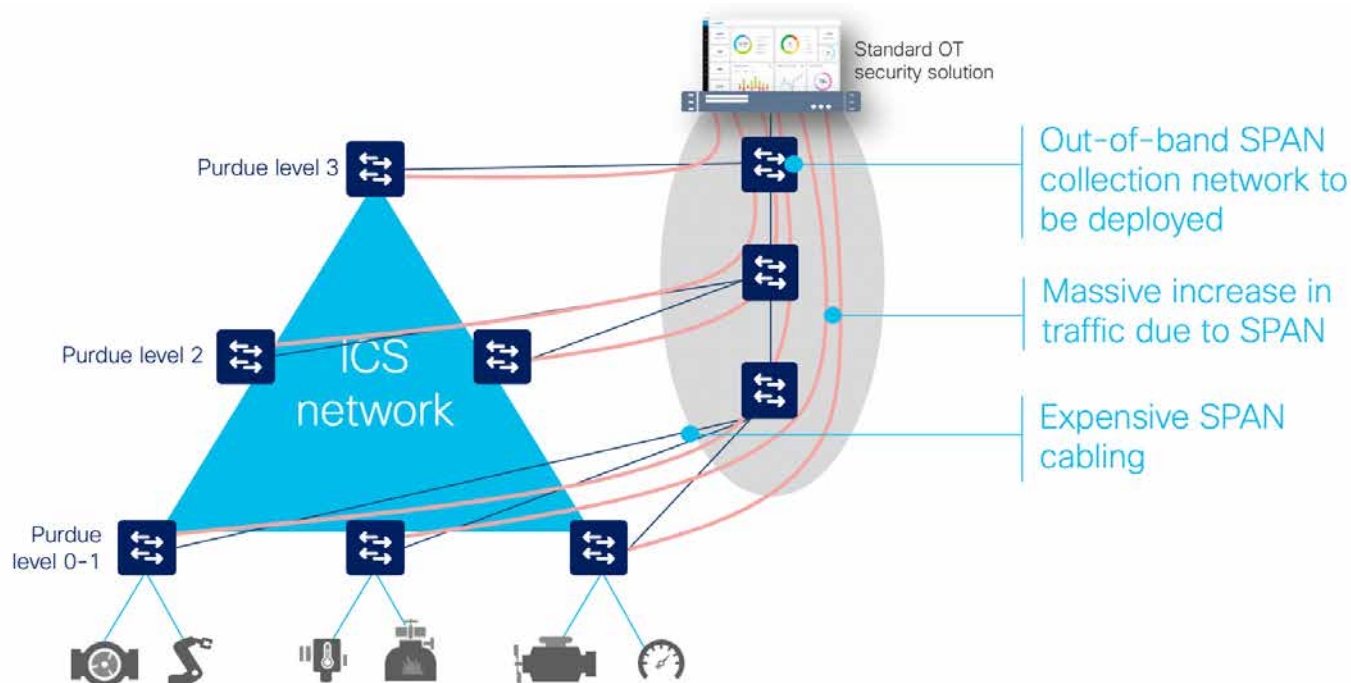 Standard OT
security solution
Purdue level 3
Out-of-band SPAN
collection network to
be deployed
Massive increase in
traffic due to SPAN
Purdue level 2
ICS
network
Expensive SPAN
cabling
Purdue
level 0-1